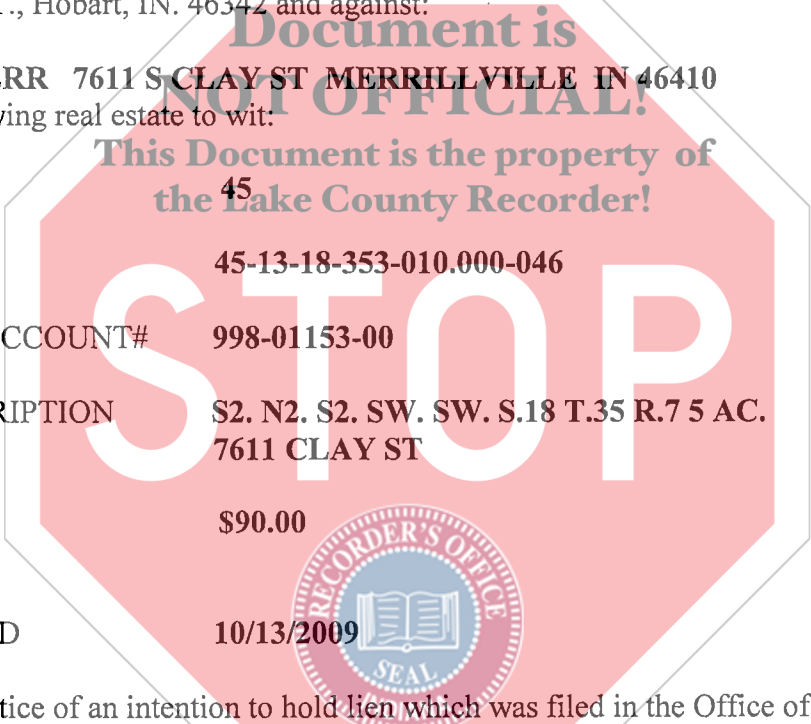 T., Hobart, IN. 46342 and against:
Document is
RR 7611 S CLAY ST MERRILLVILLE IN 46410
NOT OFFICIAL!
ving real estate to wit:
This Document is the property of
45
the Lake County Recorder!
45-13-18-353-010.000-046
STOP
CCOUNT# 998-01153-00
RIPTION S2. N2. S2. SW. SW. S.18 T.35 R.7 5 AC.
7611 CLAY ST
$90.00
RECORDER'S OFFICE
D 10/13/2009
SEAL
tice of an intention to hold lien which was filed in the Office of